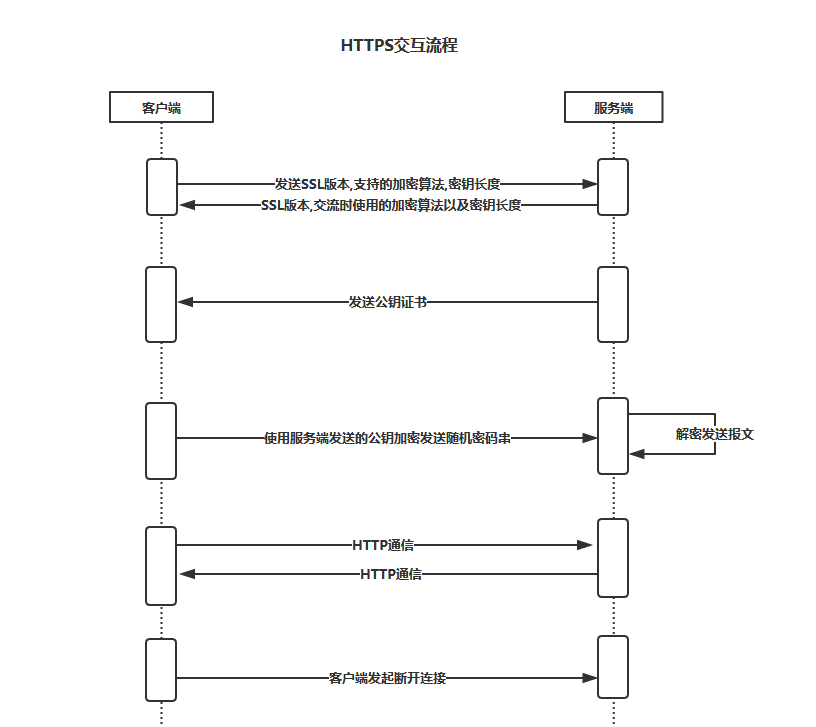 HTTPS交互流程
客户端
服务端
发送SSL版本,支持的加密算法,密钥长度
SSL版本,交流时使用的加密算法以及密钥长度
发送公钥证书
使用服务端发送的公钥加密发送随机密码串
解密发送报文
HTTP通信
HTTP通信
客户端发起断开连接